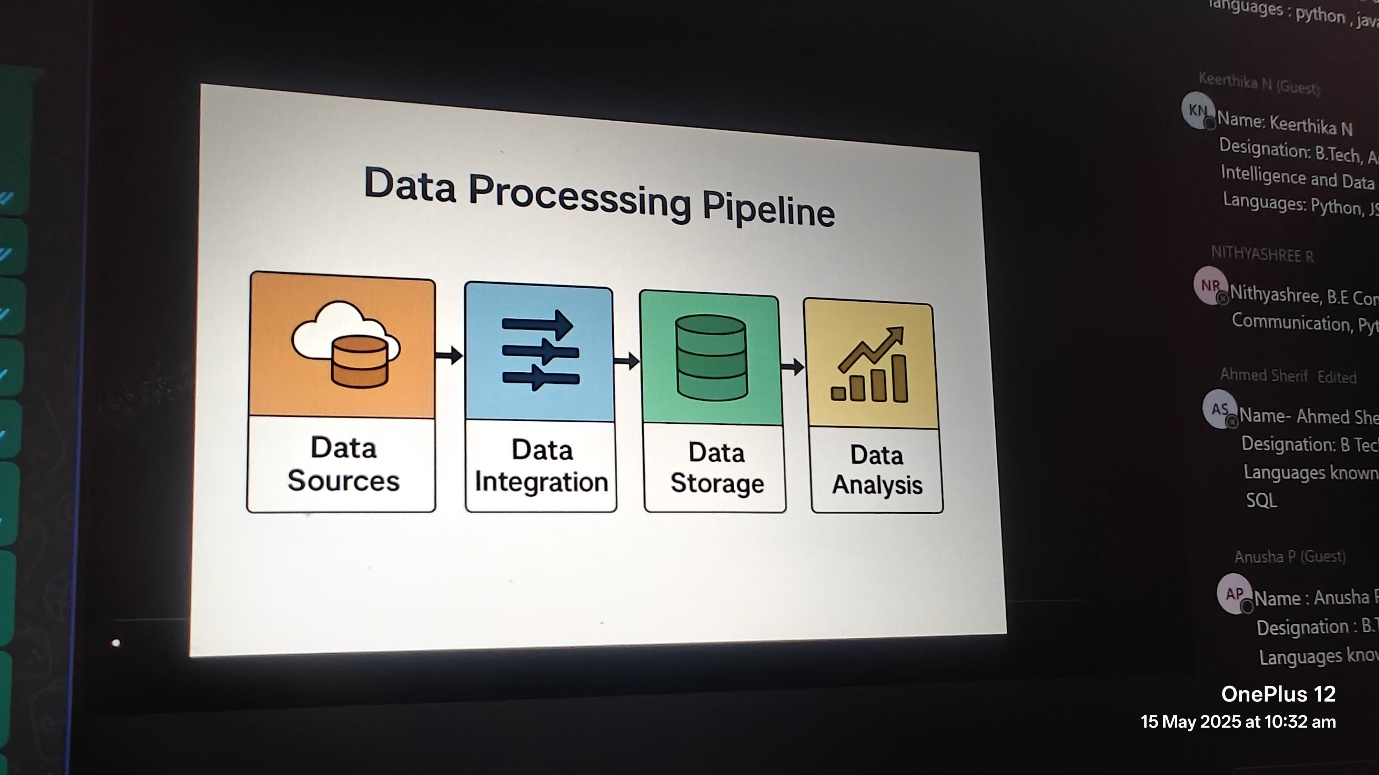 Data Processsing Pipeline
Data
Sources
Data
Integration
Data
Storage
Data
Analysis
languages : python ,
Keerthika N (Guest)
KN
Name: Keerthika N
Designation: B.Tech,
Intelligence and Data
Languages: Python,
NITHYASHREE R
NR
Nithyashree, B.E
Communication,
Ahmed Sherif Edited
AS
Name- Ahmed
Designation: B
Languages known
SQL
Anusha P (Guest)
AP
Name : Anusha
Designation :
Languages
OnePlus 12
15 May 2025 at 10:32 am